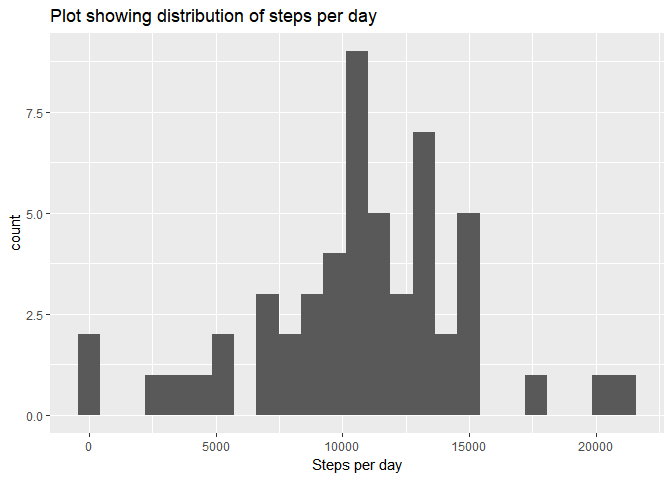 Plot showing distribution of steps per day
7.5
5.0
2.5
0.0
count
0 5000 10000 15000 20000
Steps per day